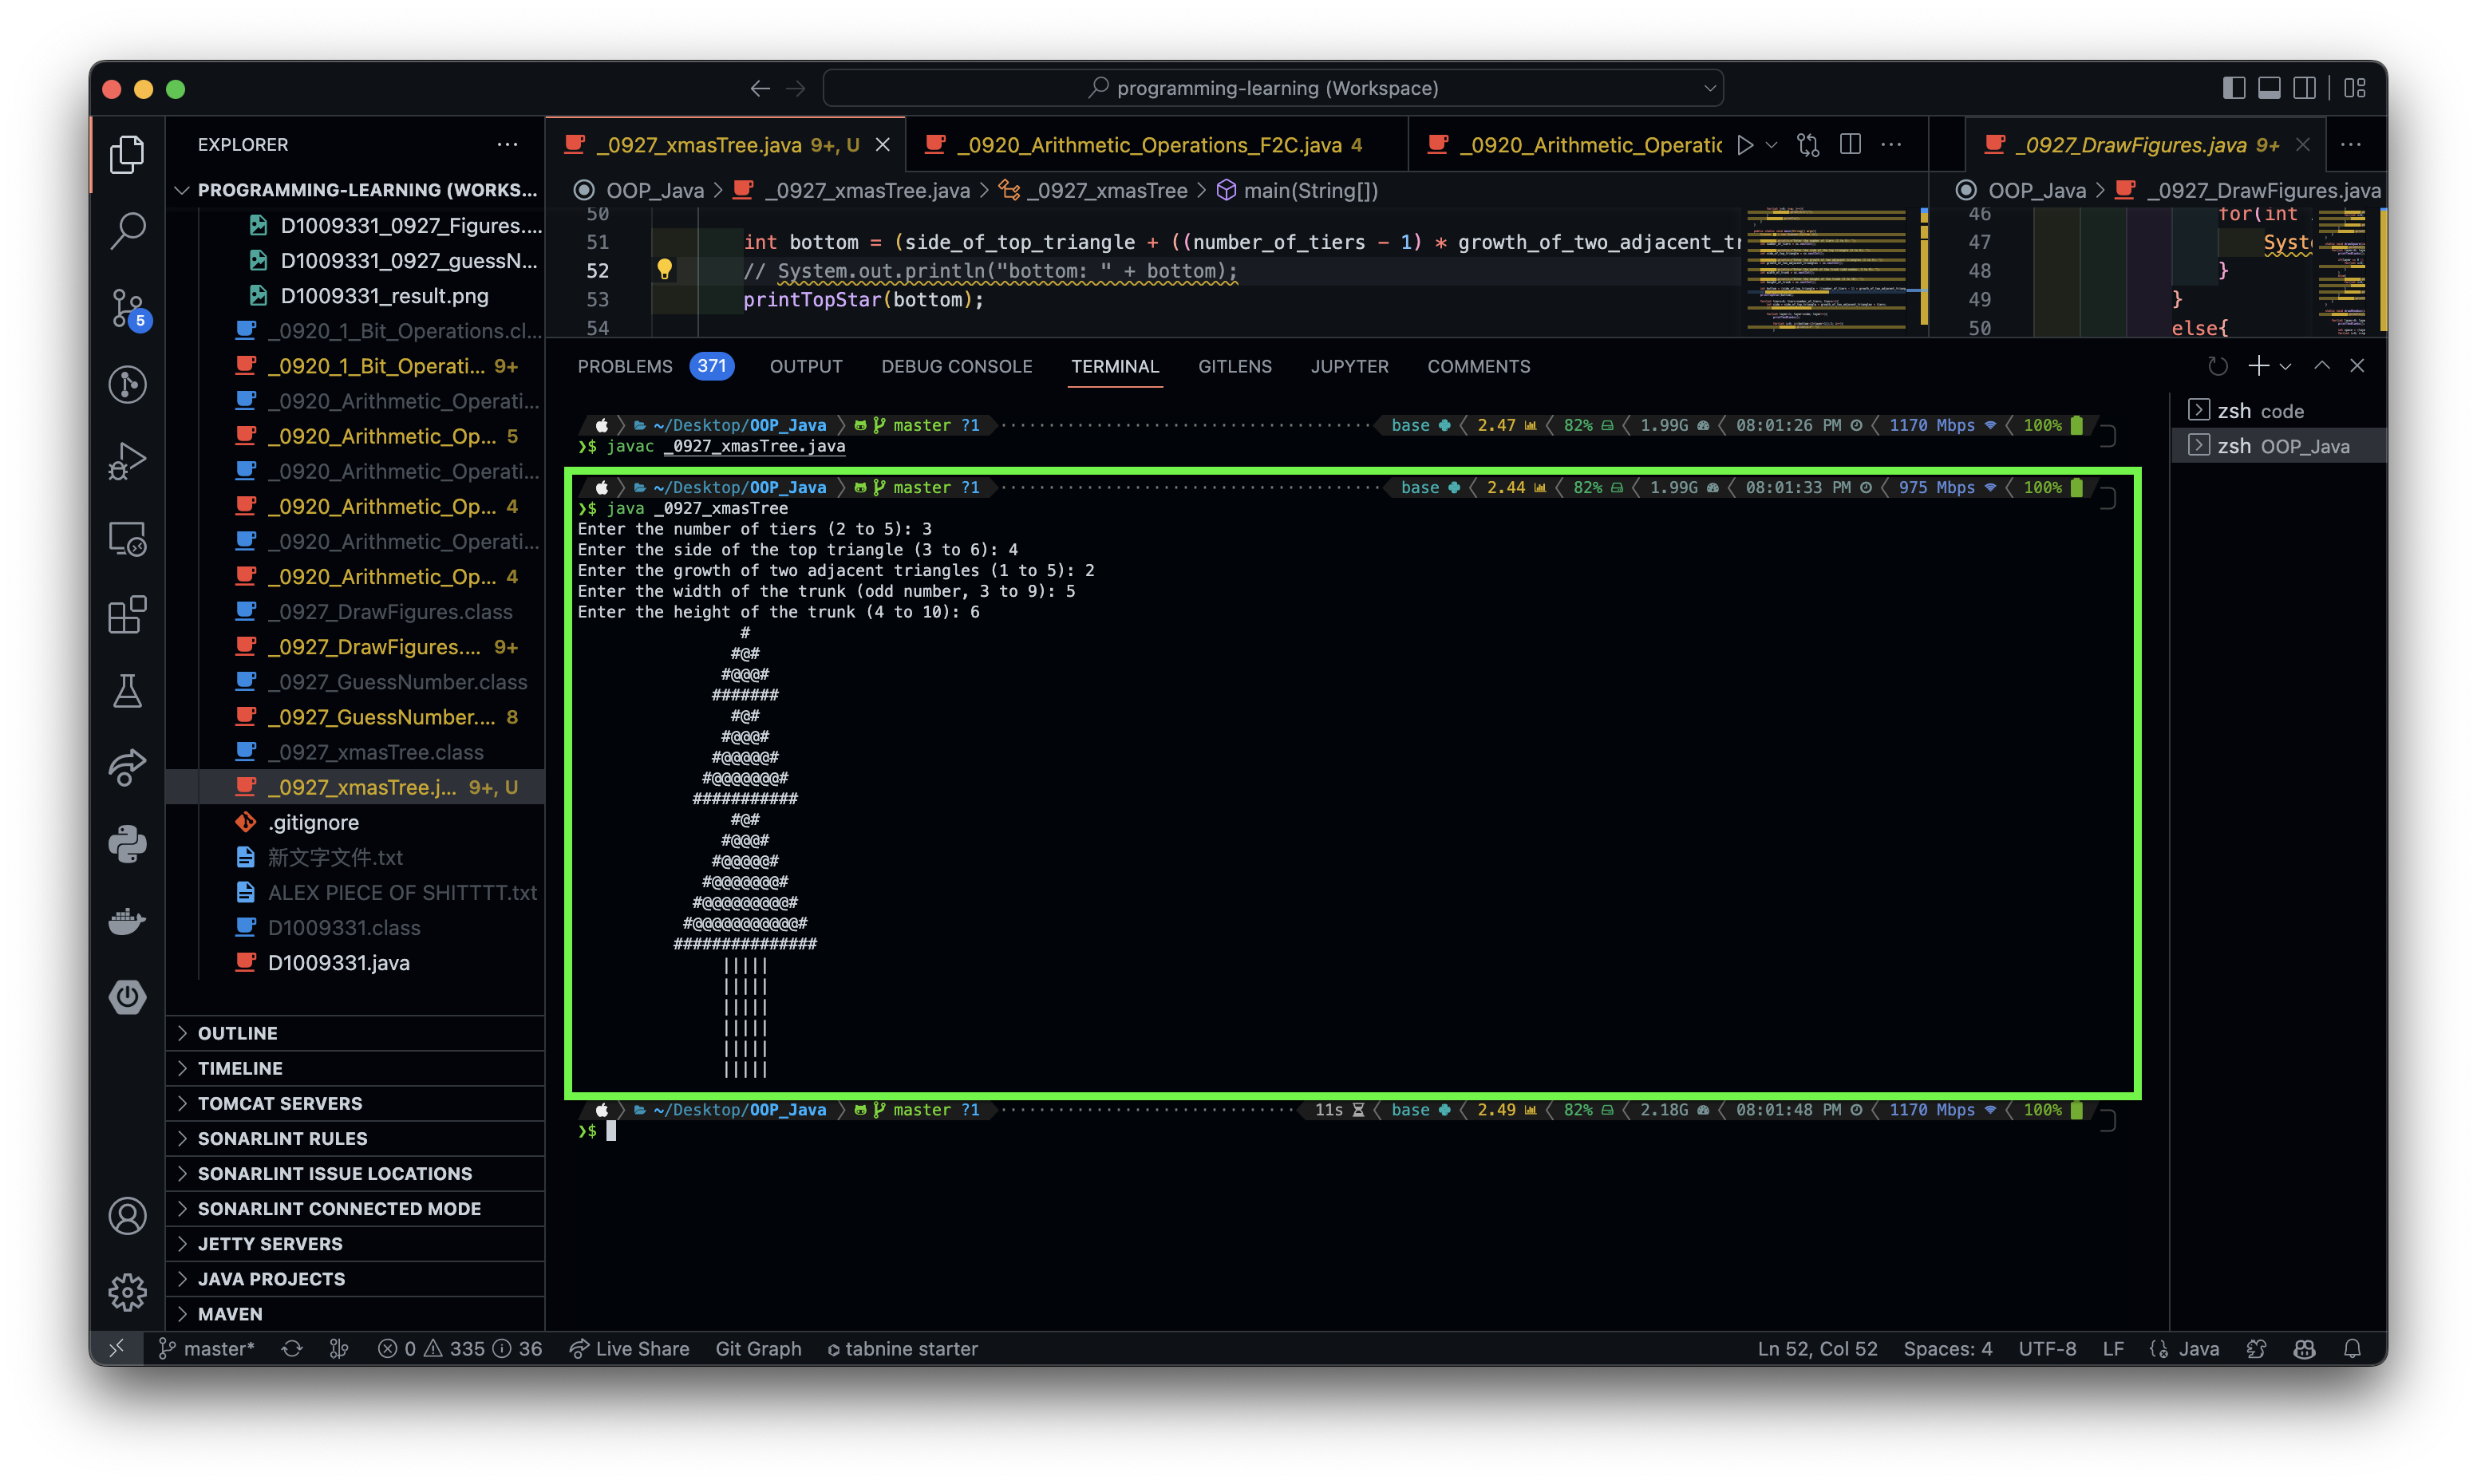 programming-learning (Workspace)
EXPLORER
PROGRAMMING-LEARNING (WORKS...
D1009331_0927_Figures....
D1009331_0927_guessN...
D1009331_result.png
_0920_1_Bit_Operations.cl...
_0920_1_Bit_Operati... 9+
_0920_Arithmetic_Operati...
_0920_Arithmetic_Op... 5
_0920_Arithmetic_Operati...
_0920_Arithmetic_Op... 4
_0920_Arithmetic_Operati...
_0920_Arithmetic_Op... 4
_0927_DrawFigures.class
_0927_DrawFigures.... 9+
_0927_GuessNumber.class
_0927_GuessNumber.... 8
_0927_xmasTree.class
_0927_xmasTree.j... 9+, U
.gitignore
新文字文件.txt
ALEX PIECE OF SHITTTT.txt
D1009331.class
D1009331.java
OUTLINE
TIMELINE
TOMCAT SERVERS
SONARLINT RULES
SONARLINT ISSUE LOCATIONS
SONARLINT CONNECTED MODE
JETTY SERVERS
JAVA PROJECTS
MAVEN
5
_0927_xmasTree.java 9+, U
_0920_Arithmetic_Operations_F2C.java 4
_0920_Arithmetic_Operatic
_0927_DrawFigures.java 9+
OOP_Java > _0927_xmasTree.java > _0927_xmasTree > main(String[])
50
51 int bottom = (side_of_top_triangle + ((number_of_tiers - 1) * growth_of_two_adjacent_tr
52 // System.out.println("bottom: " + bottom);
53 printTopStar(bottom);
54
OOP_Java > _0927_DrawFigures.java
46 for(int
47 Syst
48 }
49 }
50 else{
PROBLEMS 371 OUTPUT DEBUG CONSOLE TERMINAL GITLENS JUPYTER COMMENTS
~/Desktop/OOP_Java master ?1 base 2.47 82% 1.99G 08:01:26 PM 1170 Mbps 100%
❯$ javac _0927_xmasTree.java
~/Desktop/OOP_Java master ?1 base 2.44 82% 1.99G 08:01:33 PM 975 Mbps 100%
❯$ java _0927_xmasTree
Enter the number of tiers (2 to 5): 3
Enter the side of the top triangle (3 to 6): 4
Enter the growth of two adjacent triangles (1 to 5): 2
Enter the width of the trunk (odd number, 3 to 9): 5
Enter the height of the trunk (4 to 10): 6
#
#@#
#@@@#
#######
#@#
#@@@#
#@@@@@#
#@@@@@@@#
###########
#@#
#@@@#
#@@@@@#
#@@@@@@@#
#@@@@@@@@@#
#@@@@@@@@@@@#
###############
|||||
|||||
|||||
|||||
|||||
|||||
~/Desktop/OOP_Java master ?1 11s base 2.49 82% 2.18G 08:01:48 PM 1170 Mbps 100%
❯$
zsh code
zsh OOP_Java
master* 0 335 36 Live Share Git Graph tabnine starter
Ln 52, Col 52 Spaces: 4 UTF-8 LF Java